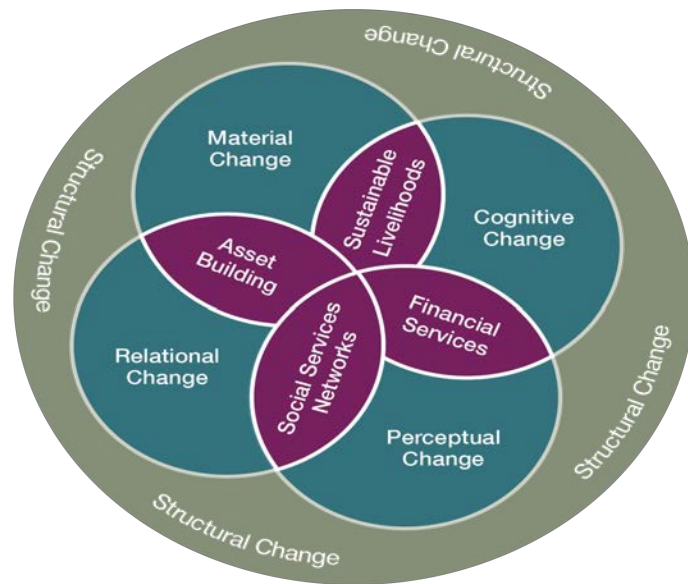 Structural Change
Structural Change
Material
Change
Sustainable
Livelihoods
Cognitive
Change
Asset
Building
Financial
Services
Relational
Change
Social Services
Networks
Perceptual
Change
Structural Change
Structural Change